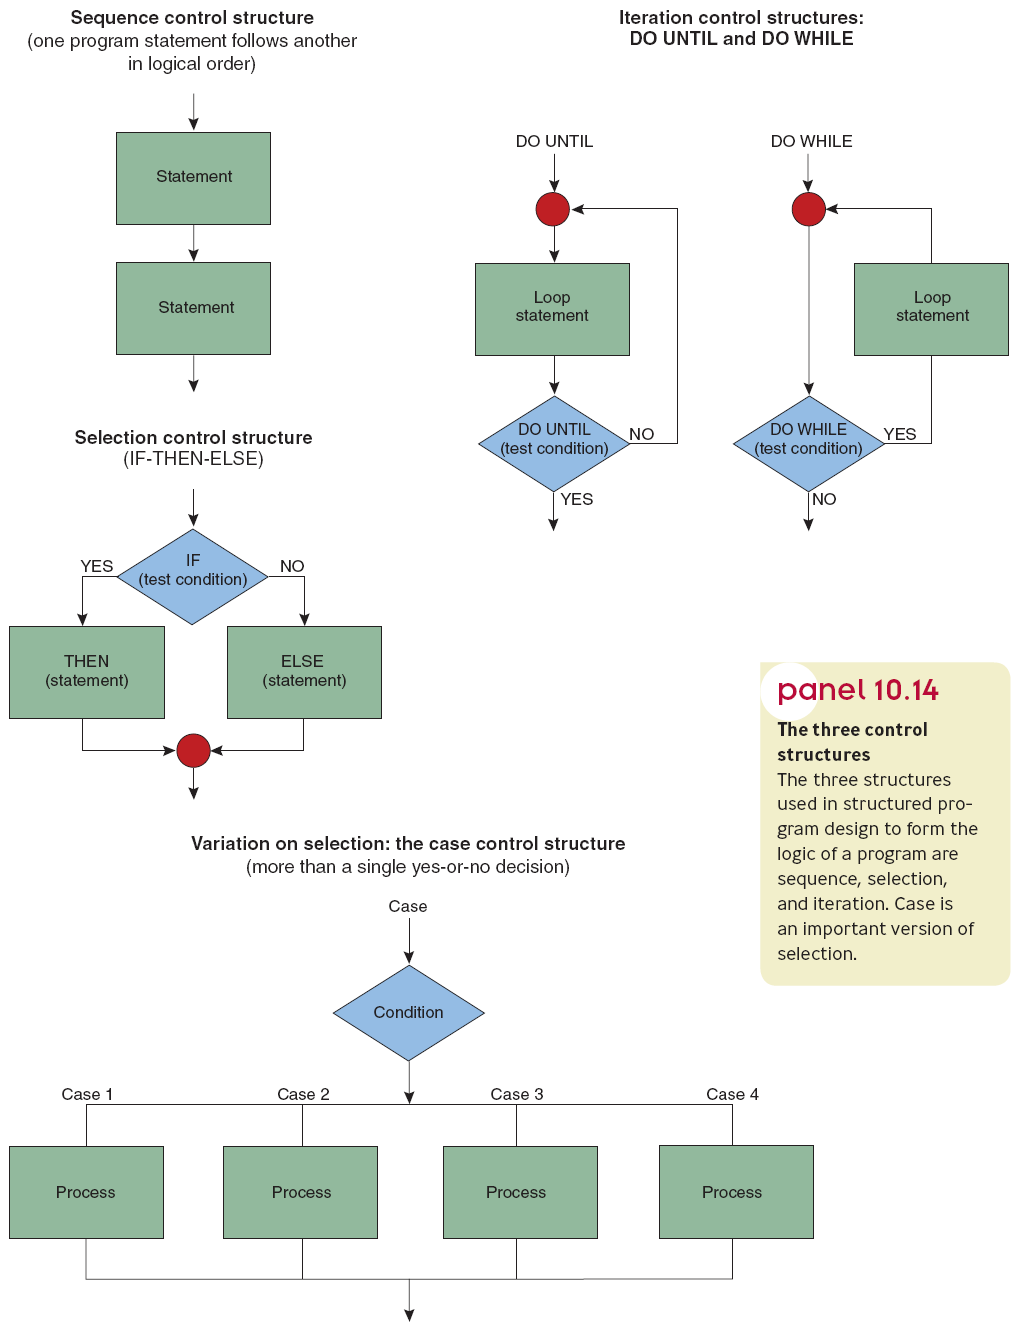 Sequence control structure
(one program statement follows another
in logical order)
Statement
Statement
Iteration control structures:
DO UNTIL and DO WHILE
DO UNTIL
Loop
statement
DO UNTIL
(test condition)
NO
YES
DO WHILE
Loop
statement
DO WHILE
(test condition)
YES
NO
Selection control structure
(IF-THEN-ELSE)
IF
(test condition)
YES
NO
THEN
(statement)
ELSE
(statement)
panel 10.14
The three control
structures
The three structures
used in structured pro-
gram design to form the
logic of a program are
sequence, selection,
and iteration. Case is
an important version of
selection.
Variation on selection: the case control structure
(more than a single yes-or-no decision)
Case
Condition
Case 1
Case 2
Case 3
Case 4
Process
Process
Process
Process